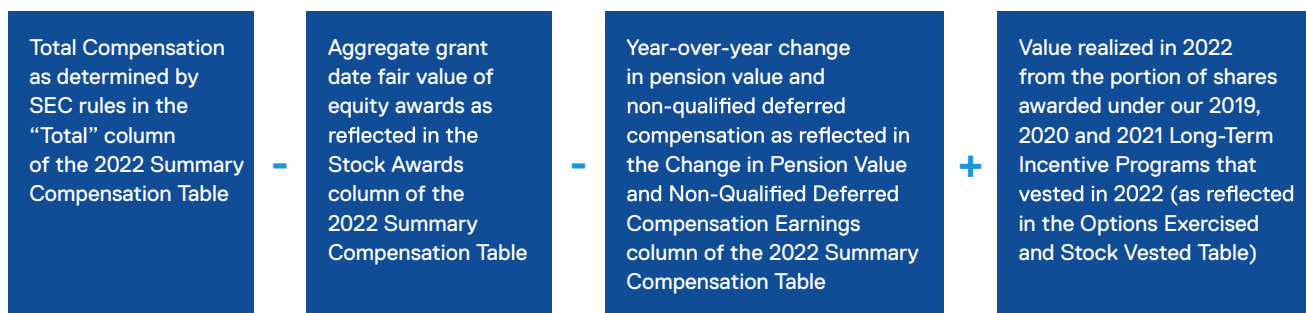 Total Compensation
as determined by
SEC rules in the
“Total” column
of the 2022 Summary
Compensation Table
-
Aggregate grant
date fair value of
equity awards as
reflected in the
Stock Awards
column of the
2022 Summary
Compensation Table
-
Year-over-year change
in pension value and
non-qualified deferred
compensation as reflected in
the Change in Pension Value
and Non-Qualified Deferred
Compensation Earnings
column of the 2022 Summary
Compensation Table
+
Value realized in 2022
from the portion of shares
awarded under our 2019,
2020 and 2021 Long-Term
Incentive Programs that
vested in 2022 (as reflected
in the Options Exercised
and Stock Vested Table)